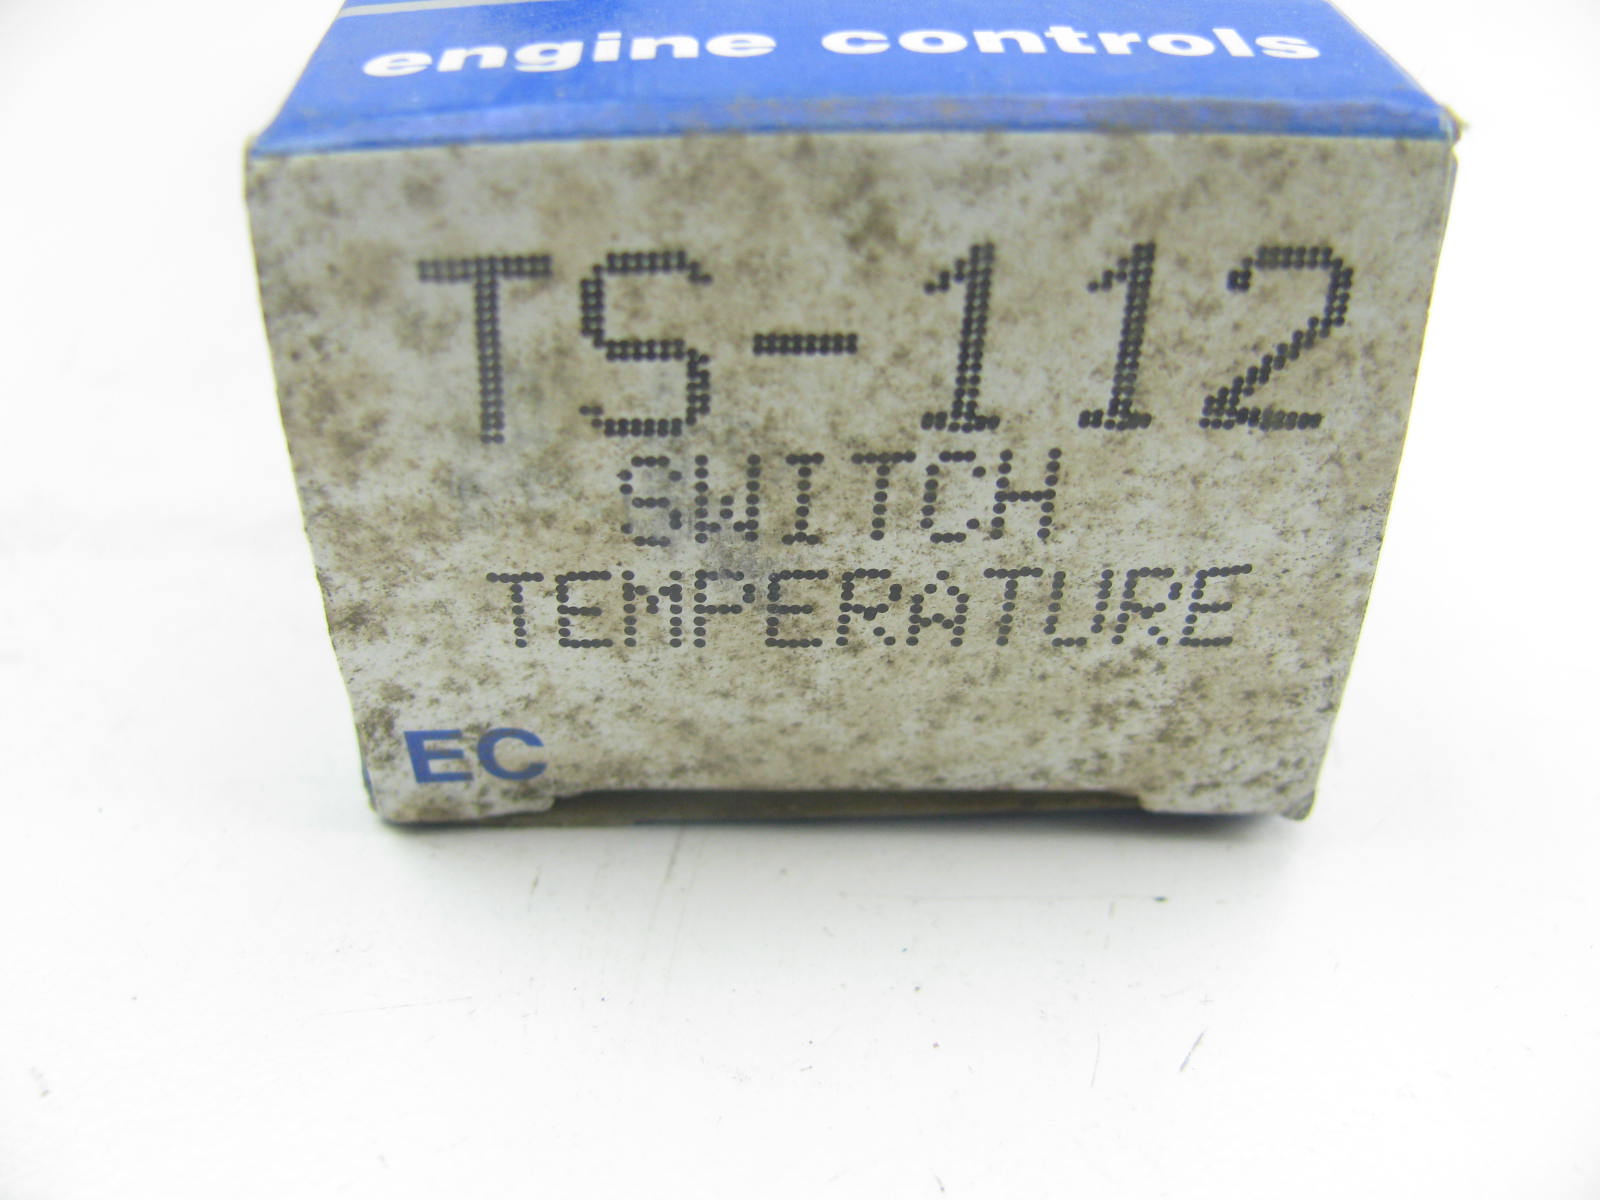 engine controls
TS-112
SWITCH
TEMPERATURE
EC